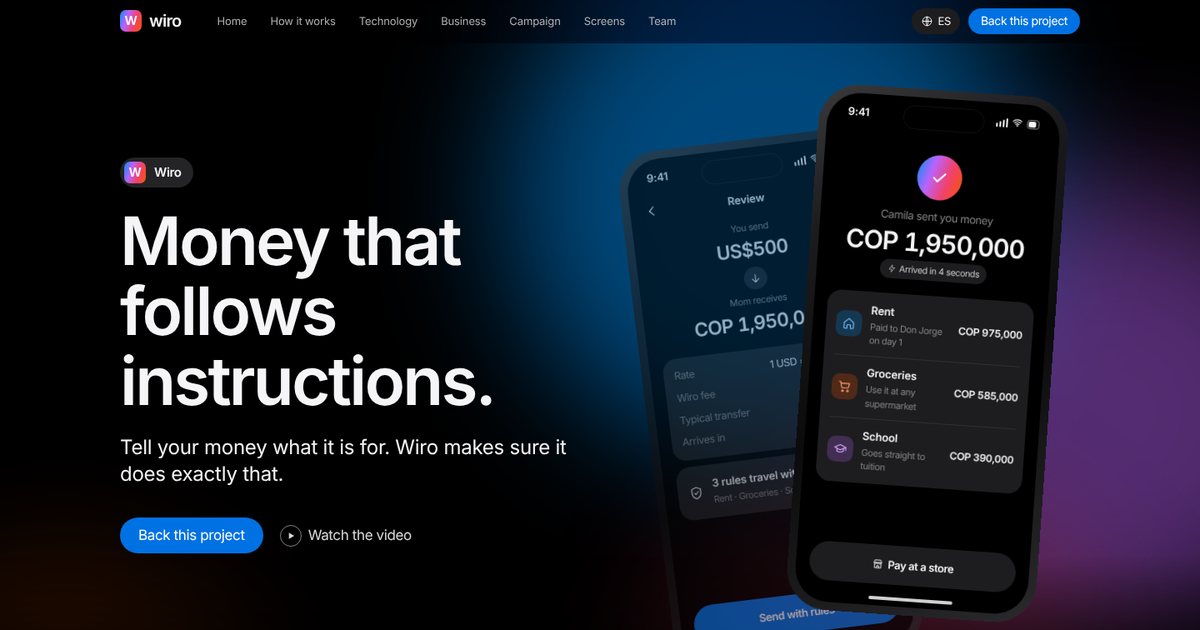 W wiro Home How it works Technology Business Campaign Screens Team ES Back this project
W Wiro
Money that
follows
instructions.
Tell your money what it is for. Wiro makes sure it
does exactly that.
Back this project Watch the video
9:41
Review
You send
US$500
Mom receives
COP 1,950,0
Rate 1 USD
Wiro fee
Typical transfer
Arrives in
3 rules travel wit
Rent · Groceries · S
Send with rules
9:41
Camila sent you money
COP 1,950,000
Arrived in 4 seconds
Rent
Paid to Don Jorge
on day 1
COP 975,000
Groceries
Use it at any
supermarket
COP 585,000
School
Goes straight to
tuition
COP 390,000
Pay at a store